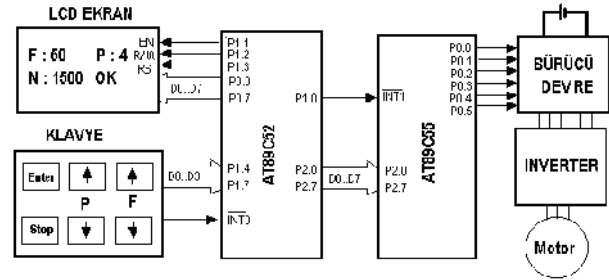 LCD EKRAN
F : 60 P : 4
N : 1500 OK
EN
R/W
RS
D0..D7
P1.1
P1.2
P1.3
P0.0
P0.7
P1.0
AT89C52
INT1
AT89C55
P0.0
P0.1
P0.2
P0.3
P0.4
P0.5
BÜRÜCÜ
DEVRE
KLAVYE
Enter
P
F
Stop
D0..D3
P1.4
P1.7
INT0
P2.0
P2.7
D0..D7
P2.0
P2.7
INVERTER
Motor